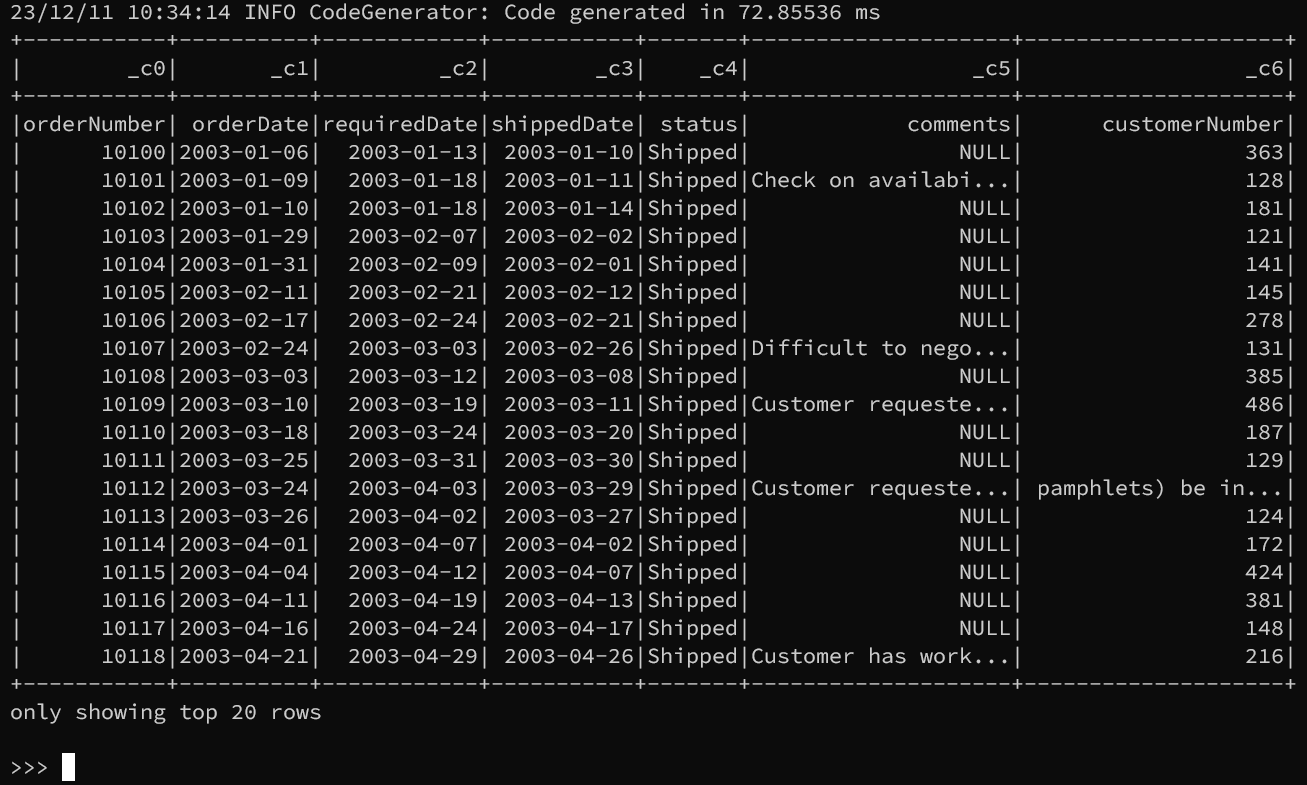 23/12/11 10:34:14 INFO CodeGenerator: Code generated in 72.85536 ms
+-----------+----------+------------+-----------+-------+--------------------+--------------------+
|        _c0|       _c1|         _c2|        _c3|    _c4|                 _c5|                 _c6|
+-----------+----------+------------+-----------+-------+--------------------+--------------------+
|orderNumber| orderDate|requiredDate|shippedDate| status|            comments|      customerNumber|
|      10100|2003-01-06|  2003-01-13| 2003-01-10|Shipped|                NULL|                 363|
|      10101|2003-01-09|  2003-01-18| 2003-01-11|Shipped|Check on availabi...|                 128|
|      10102|2003-01-10|  2003-01-18| 2003-01-14|Shipped|                NULL|                 181|
|      10103|2003-01-29|  2003-02-07| 2003-02-02|Shipped|                NULL|                 121|
|      10104|2003-01-31|  2003-02-09| 2003-02-01|Shipped|                NULL|                 141|
|      10105|2003-02-11|  2003-02-21| 2003-02-12|Shipped|                NULL|                 145|
|      10106|2003-02-17|  2003-02-24| 2003-02-21|Shipped|                NULL|                 278|
|      10107|2003-02-24|  2003-03-03| 2003-02-26|Shipped|Difficult to nego...|                 131|
|      10108|2003-03-03|  2003-03-12| 2003-03-08|Shipped|                NULL|                 385|
|      10109|2003-03-10|  2003-03-19| 2003-03-11|Shipped|Customer requeste...|                 486|
|      10110|2003-03-18|  2003-03-24| 2003-03-20|Shipped|                NULL|                 187|
|      10111|2003-03-25|  2003-03-31| 2003-03-30|Shipped|                NULL|                 129|
|      10112|2003-03-24|  2003-04-03| 2003-03-29|Shipped|Customer requeste...| pamphlets) be in...|
|      10113|2003-03-26|  2003-04-02| 2003-03-27|Shipped|                NULL|                 124|
|      10114|2003-04-01|  2003-04-07| 2003-04-02|Shipped|                NULL|                 172|
|      10115|2003-04-04|  2003-04-12| 2003-04-07|Shipped|                NULL|                 424|
|      10116|2003-04-11|  2003-04-19| 2003-04-13|Shipped|                NULL|                 381|
|      10117|2003-04-16|  2003-04-24| 2003-04-17|Shipped|                NULL|                 148|
|      10118|2003-04-21|  2003-04-29| 2003-04-26|Shipped|Customer has work...|                 216|
+-----------+----------+------------+-----------+-------+--------------------+--------------------+
only showing top 20 rows
>>>